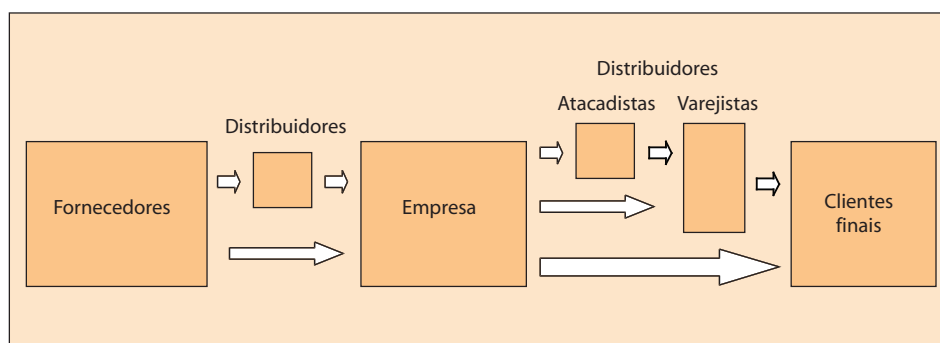 Distribuidores
Atacadistas
Varejistas
Distribuidores
Fornecedores
Empresa
Clientes
finais